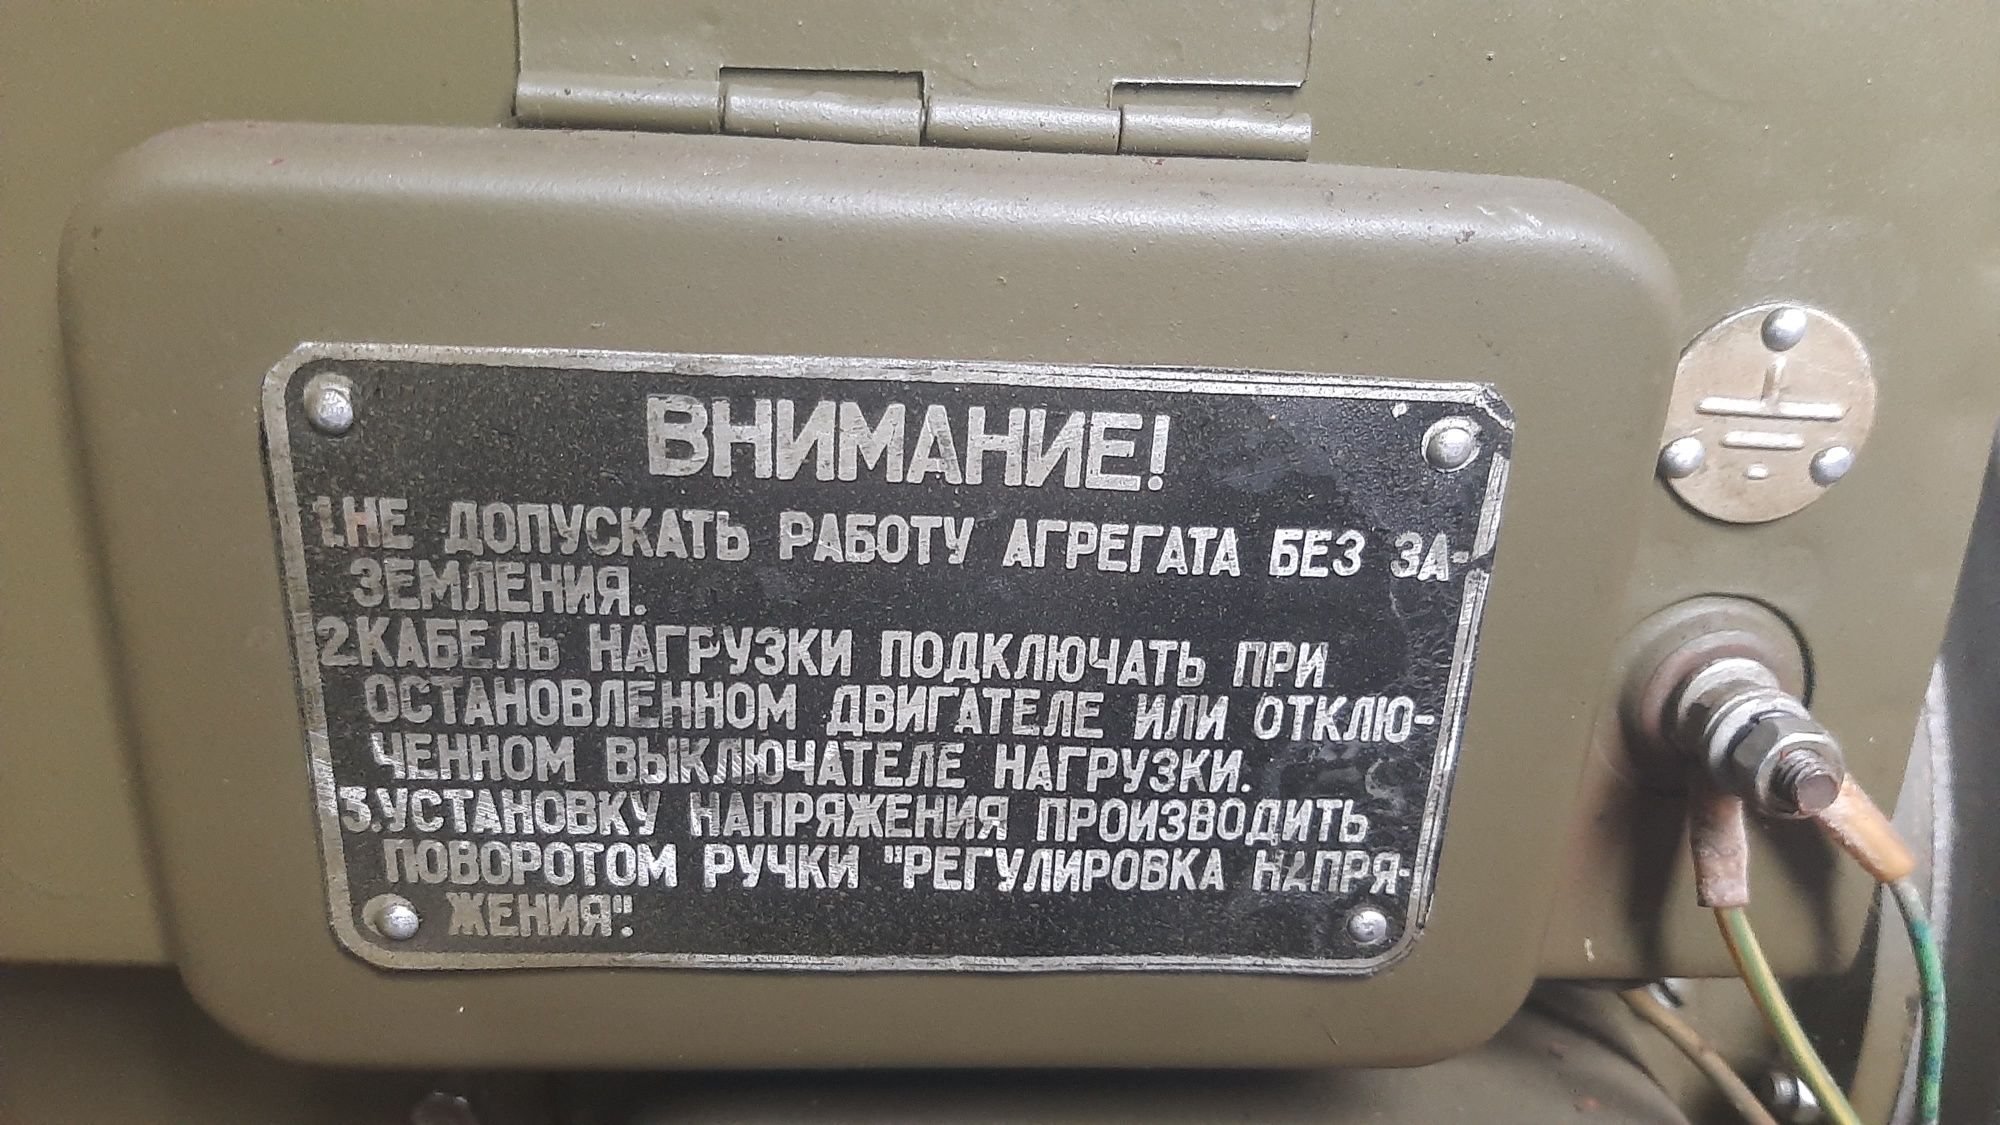 ВНИМАНИЕ!
1.НЕ ДОПУСКАТЬ РАБОТУ АГРЕГАТА БЕЗ ЗА-
ЗЕМЛЕНИЯ.
2.КАБЕЛЬ НАГРУЗКИ ПОДКЛЮЧАТЬ ПРИ
ОСТАНОВЛЕННОМ ДВИГАТЕЛЕ ИЛИ ОТКЛЮ-
ЧЕННОМ ВЫКЛЮЧАТЕЛЕ НАГРУЗКИ.
3.УСТАНОВКУ НАПРЯЖЕНИЯ ПРОИЗВОДИТЬ
ПОВОРОТОМ РУЧКИ "РЕГУЛИРОВКА НАПРЯ-
ЖЕНИЯ".